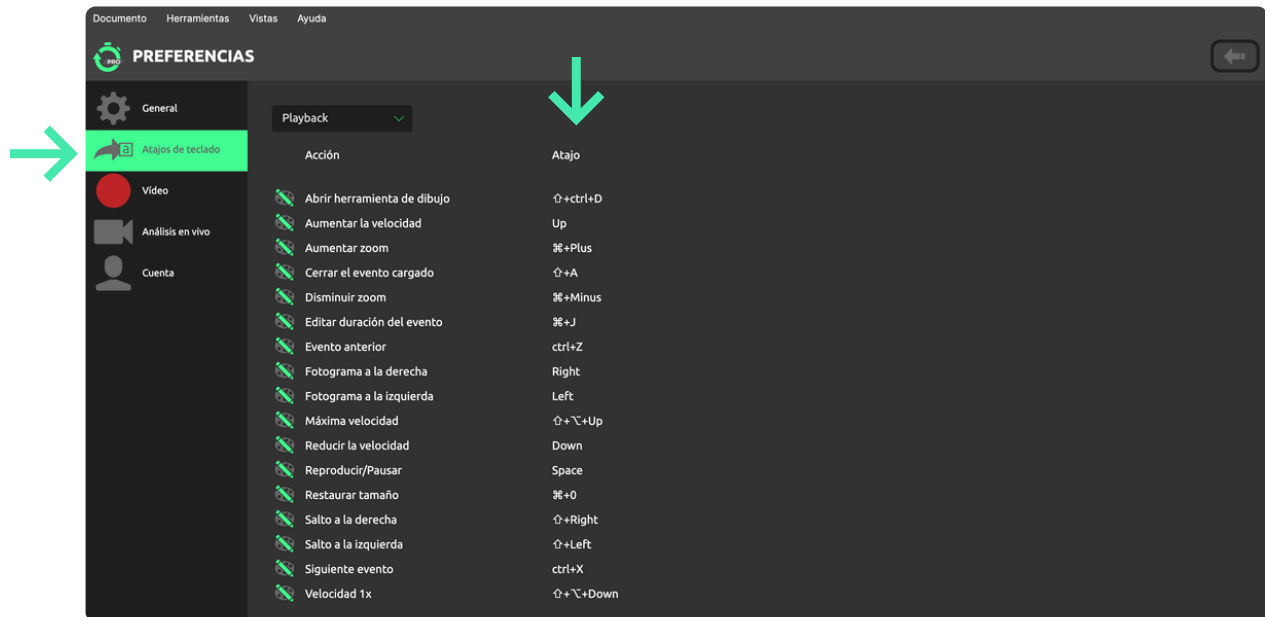 Documento Herramientas Vistas Ayuda
PRO PREFERENCIAS
General
a Atajos de teclado
Vídeo
Análisis en vivo
Cuenta
Playback
Acción Atajo
Abrir herramienta de dibujo ⇧+ctrl+D
Aumentar la velocidad Up
Aumentar zoom ⌘+Plus
Cerrar el evento cargado ⇧+A
Disminuir zoom ⌘+Minus
Editar duración del evento ⌘+J
Evento anterior ctrl+Z
Fotograma a la derecha Right
Fotograma a la izquierda Left
Máxima velocidad ⇧+⌥+Up
Reducir la velocidad Down
Reproducir/Pausar Space
Restaurar tamaño ⌘+0
Salto a la derecha ⇧+Right
Salto a la izquierda ⇧+Left
Siguiente evento ctrl+X
Velocidad 1x ⇧+⌥+Down